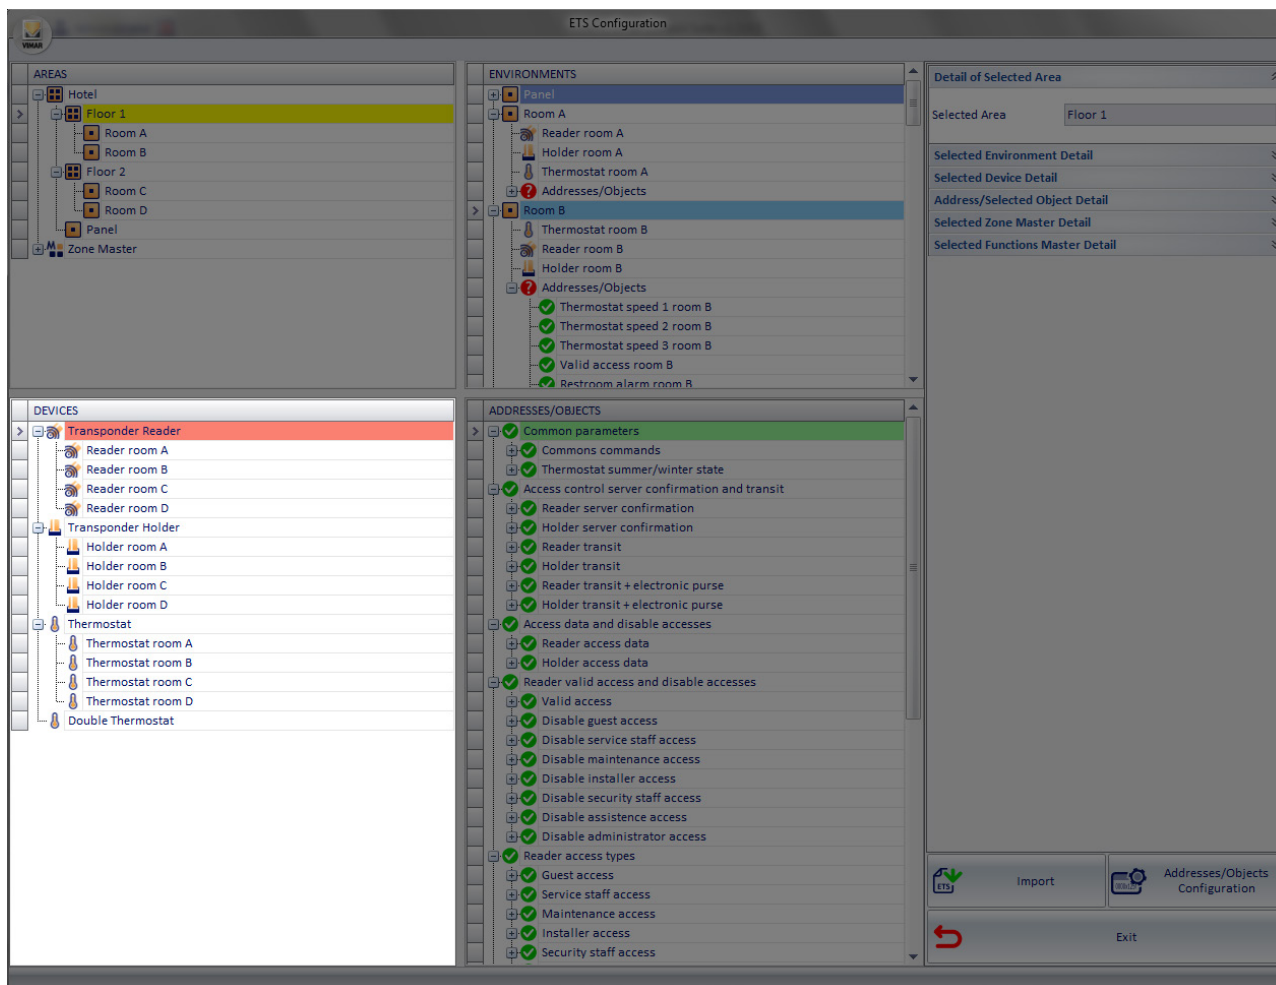 ETS Configuration
VIMAR
AREAS
Hotel
Floor 1
Room A
Room B
Floor 2
Room C
Room D
Panel
Zone Master
ENVIRONMENTS
Panel
Room A
Reader room A
Holder room A
Thermostat room A
Addresses/Objects
Room B
Thermostat room B
Reader room B
Holder room B
Addresses/Objects
Thermostat speed 1 room B
Thermostat speed 2 room B
Thermostat speed 3 room B
Valid access room B
Restroom alarm room B
Detail of Selected Area
Selected Area Floor 1
Selected Environment Detail
Selected Device Detail
Address/Selected Object Detail
Selected Zone Master Detail
Selected Functions Master Detail
DEVICES
Transponder Reader
Reader room A
Reader room B
Reader room C
Reader room D
Transponder Holder
Holder room A
Holder room B
Holder room C
Holder room D
Thermostat
Thermostat room A
Thermostat room B
Thermostat room C
Thermostat room D
Double Thermostat
ADDRESSES/OBJECTS
Common parameters
Commons commands
Thermostat summer/winter state
Access control server confirmation and transit
Reader server confirmation
Holder server confirmation
Reader transit
Holder transit
Reader transit + electronic purse
Holder transit + electronic purse
Access data and disable accesses
Reader access data
Holder access data
Reader valid access and disable accesses
Valid access
Disable guest access
Disable service staff access
Disable maintenance access
Disable installer access
Disable security staff access
Disable assistence access
Disable administrator access
Reader access types
Guest access
Service staff access
Maintenance access
Installer access
Security staff access
ETS
Import
Addresses/Objects
Configuration
Exit